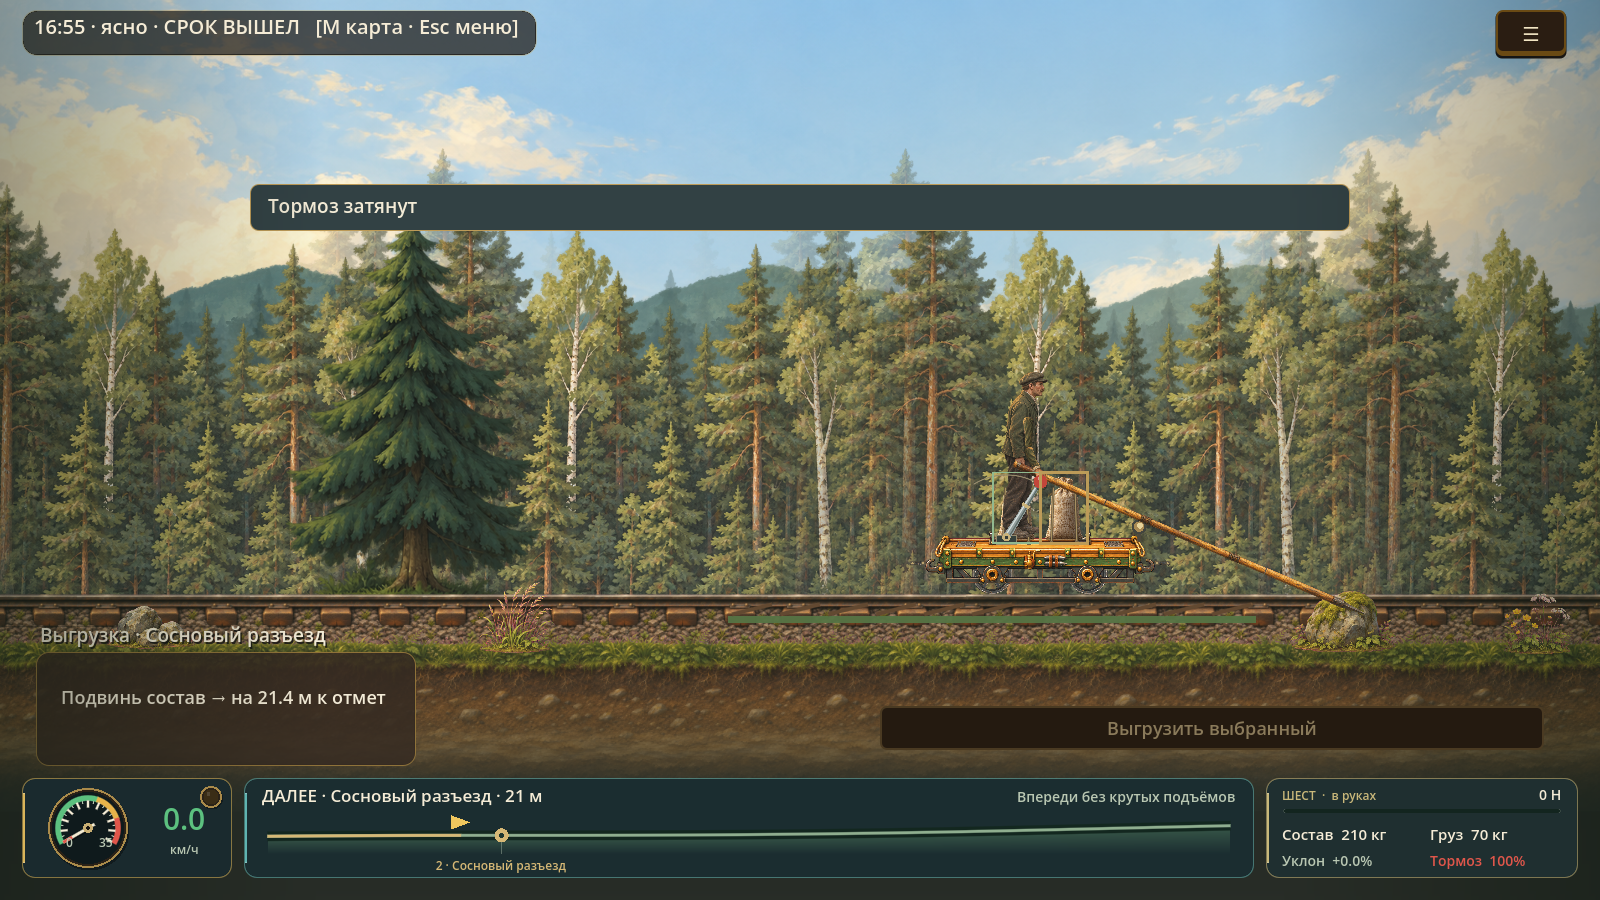 16:55 · ясно · СРОК ВЫШЕЛ [M карта · Esc меню]
☰
Тормоз затянут
Выгрузка · Сосновый разъезд
Подвинь состав → на 21.4 м к отмет
Выгрузить выбранный
0 35
0.0
км/ч
ДАЛЕЕ · Сосновый разъезд · 21 м
Впереди без крутых подъёмов
2 · Сосновый разъезд
ШЕСТ · в руках 0 Н
Состав 210 кг Груз 70 кг
Уклон +0.0% Тормоз 100%